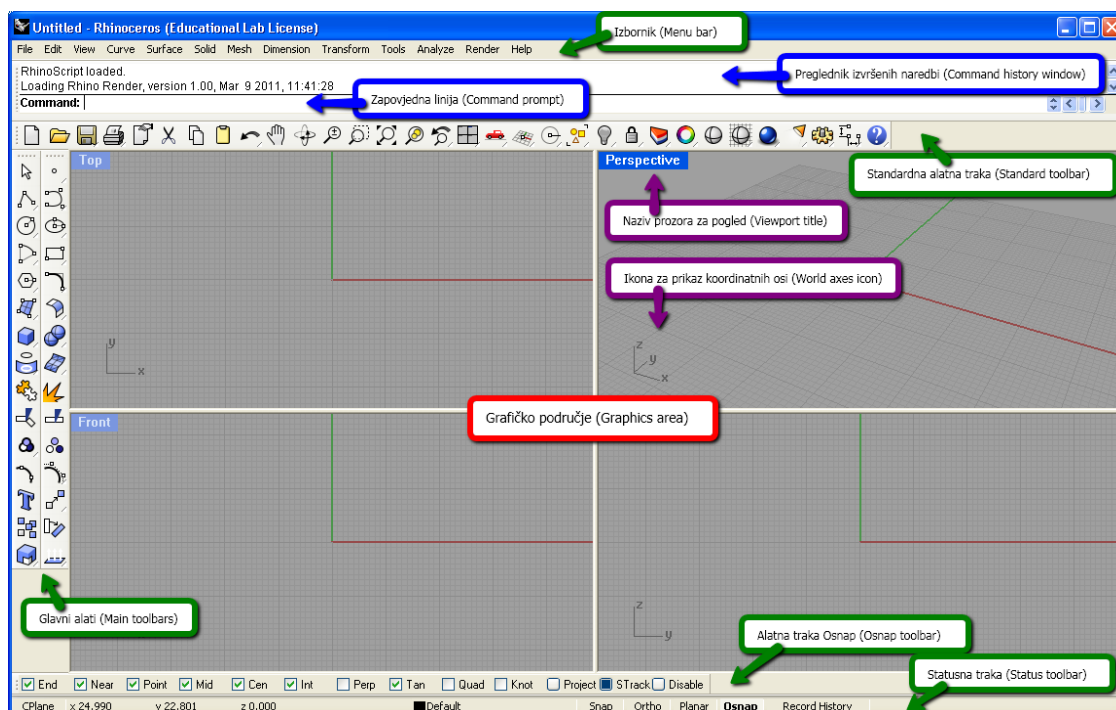 Untitled - Rhinoceros (Educational Lab License)
Izbornik (Menu bar)
File Edit View Curve Surface Solid Mesh Dimension Transform Tools Analyze Render Help
RhinoScript loaded.
Loading Rhino Render, version 1.00, Mar 9 2011, 11:41:28
Preglednik izvršenih naredbi (Command history window)
Command:
Zapovjedna linija (Command prompt)
Top
Perspective
Standardna alatna traka (Standard toolbar)
Naziv prozora za pogled (Viewport title)
Ikona za prikaz koordinatnih osi (World axes icon)
y
x
z
y
x
Grafičko područje (Graphics area)
Front
Glavni alati (Main toolbars)
z
y
Alatna traka Osnap (Osnap toolbar)
Statusna traka (Status toolbar)
End Near Point Mid Cen Int Perp Tan Quad Knot Project STrack Disable
CPlane x 24.990 y 22.801 z 0.000 Default Snap Ortho Planar Osnap Record History